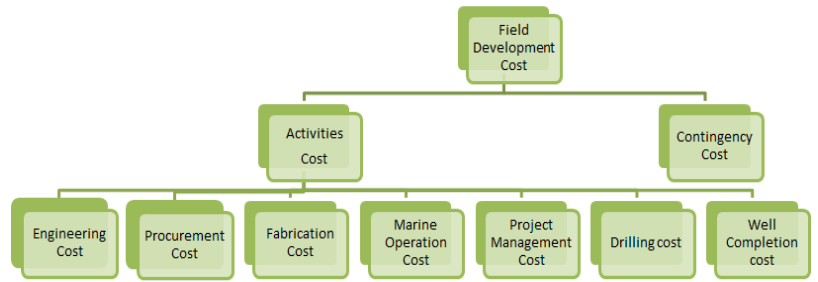 Field
Development
Cost
Activities
Cost
Contingency
Cost
Engineering
Cost
Procurement
Cost
Fabrication
Cost
Marine
Operation
Cost
Project
Management
Cost
Drilling cost
Well
Completion
cost